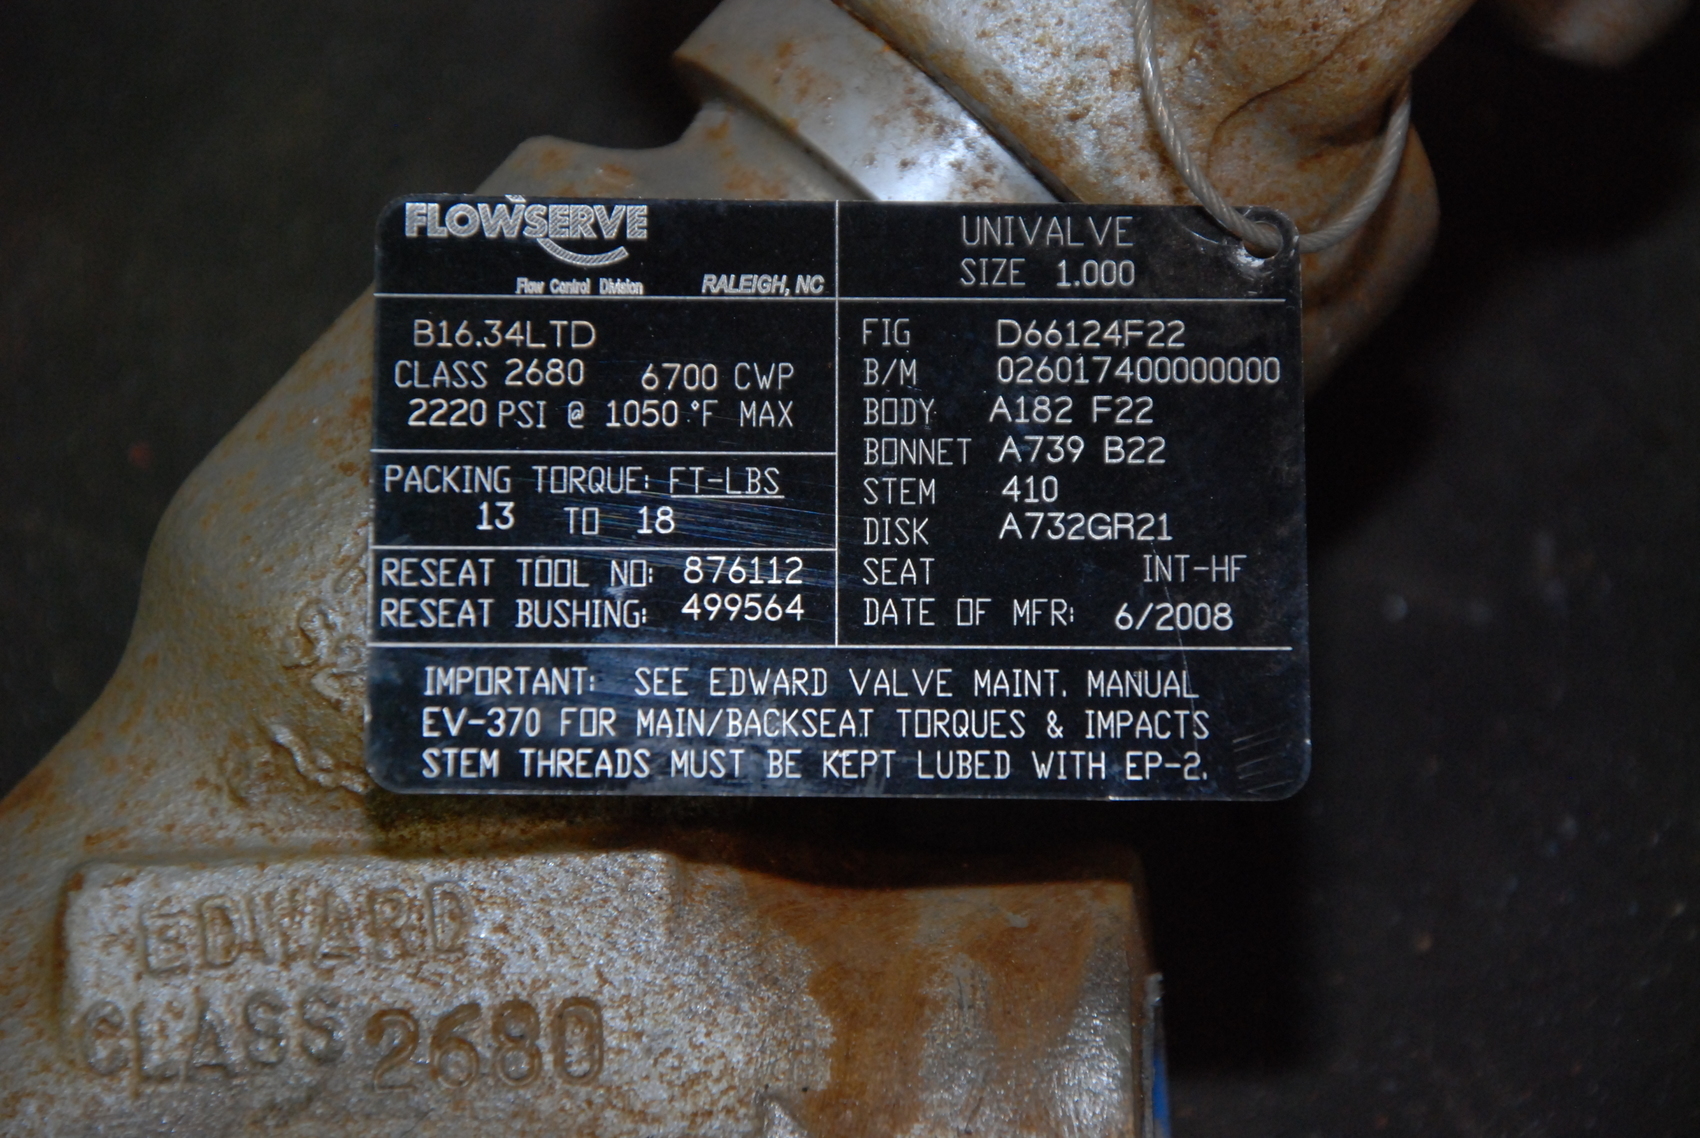 FLOWSERVE
Flow Control Division RALEIGH, NC
UNIVALVE
SIZE 1.000
B16.34LTD
CLASS 2680 6700 CWP
2220 PSI @ 1050 °F MAX
PACKING TORQUE: FT-LBS
13 TO 18
RESEAT TOOL NO: 876112
RESEAT BUSHING: 499564
FIG D66124F22
B/M 026017400000000
BODY A182 F22
BONNET A739 B22
STEM 410
DISK A732GR21
SEAT INT-HF
DATE OF MFR: 6/2008
IMPORTANT: SEE EDWARD VALVE MAINT. MANUAL
EV-370 FOR MAIN/BACKSEAT TORQUES & IMPACTS
STEM THREADS MUST BE KEPT LUBED WITH EP-2.
EDWARD
CLASS 2680